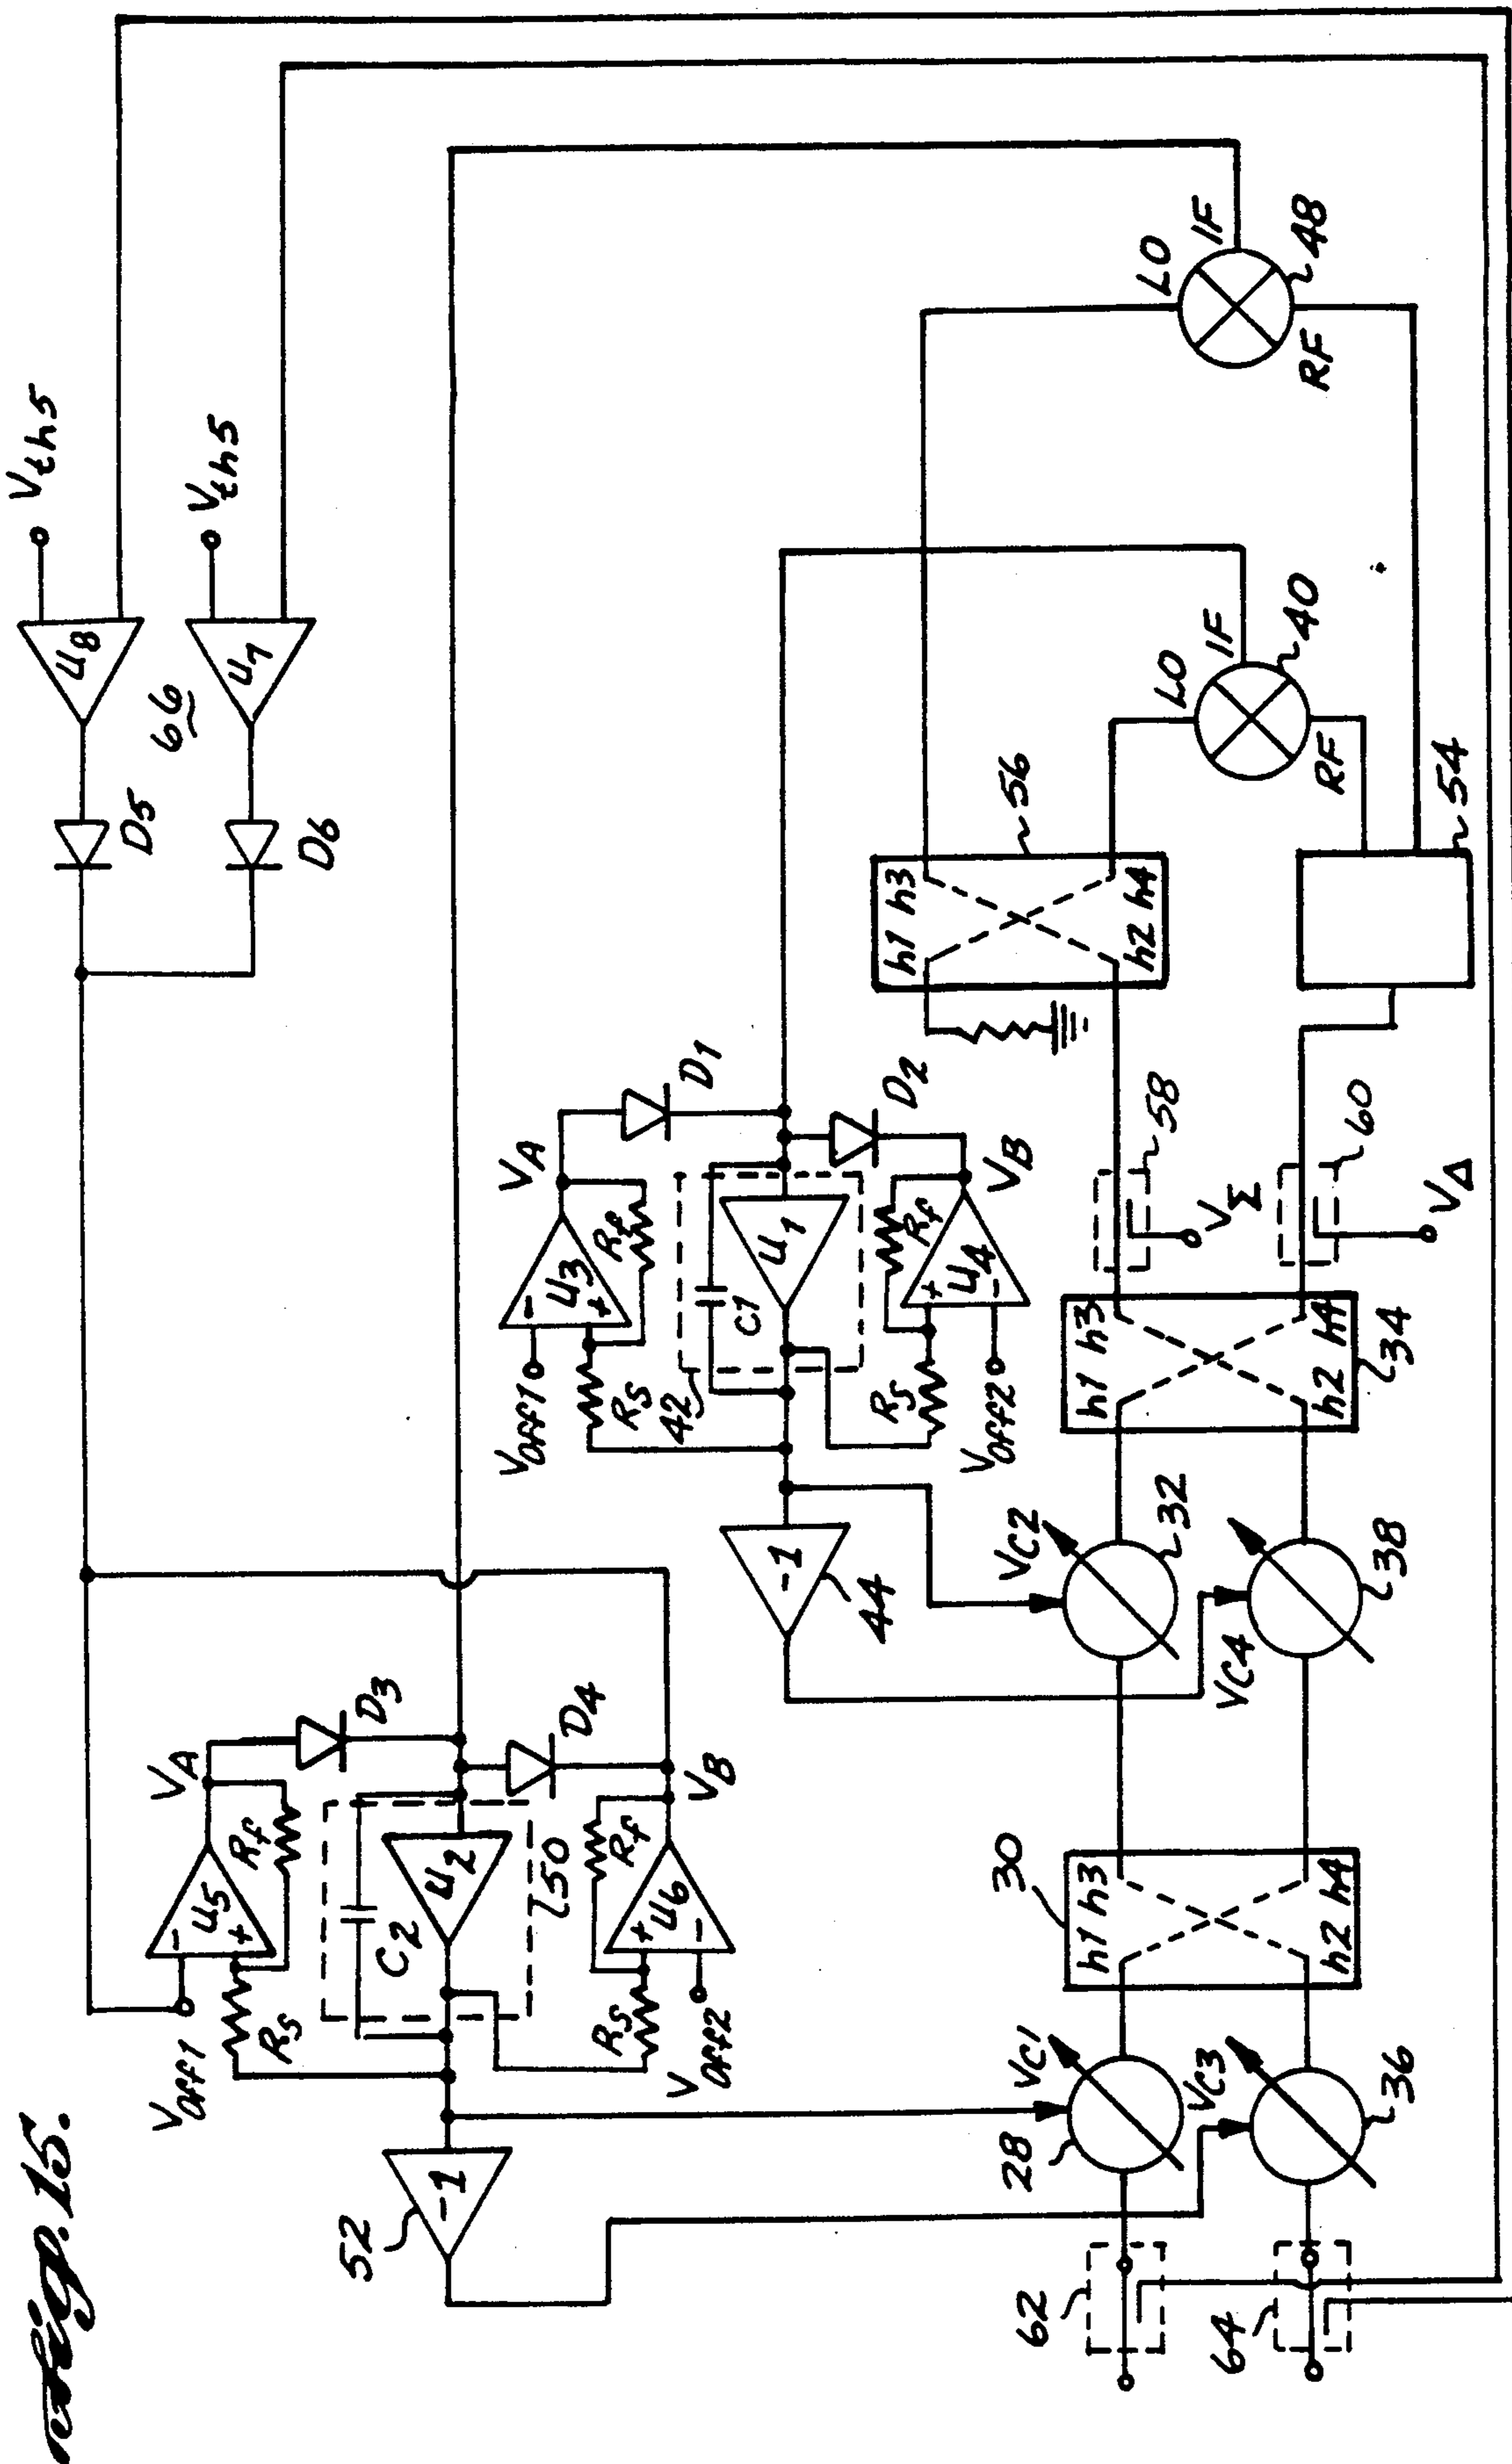 Fig. 15.
Vth5
U8
Vth5
66
U7
D5
D6
LO
IF
48
RF
LO
IF
40
RF
56
h1 h3
h2 h4
54
VA
D1
U3
-
+
Rf
Voff1
Rs
42
C1
U1
D2
VB
Rf
U4
+
-
Rs
Voff2
-1
44
58
VΣ
60
VΔ
h1 h3
h2 h4
34
VC2
32
VC4
38
VA
D3
U5
-
+
Rf
Voff1
Rs
C2
U2
50
D4
VB
Rf
U6
+
-
Rs
Voff2
52
-1
30
h1 h3
h2 h4
VC1
28
VC3
36
62
64